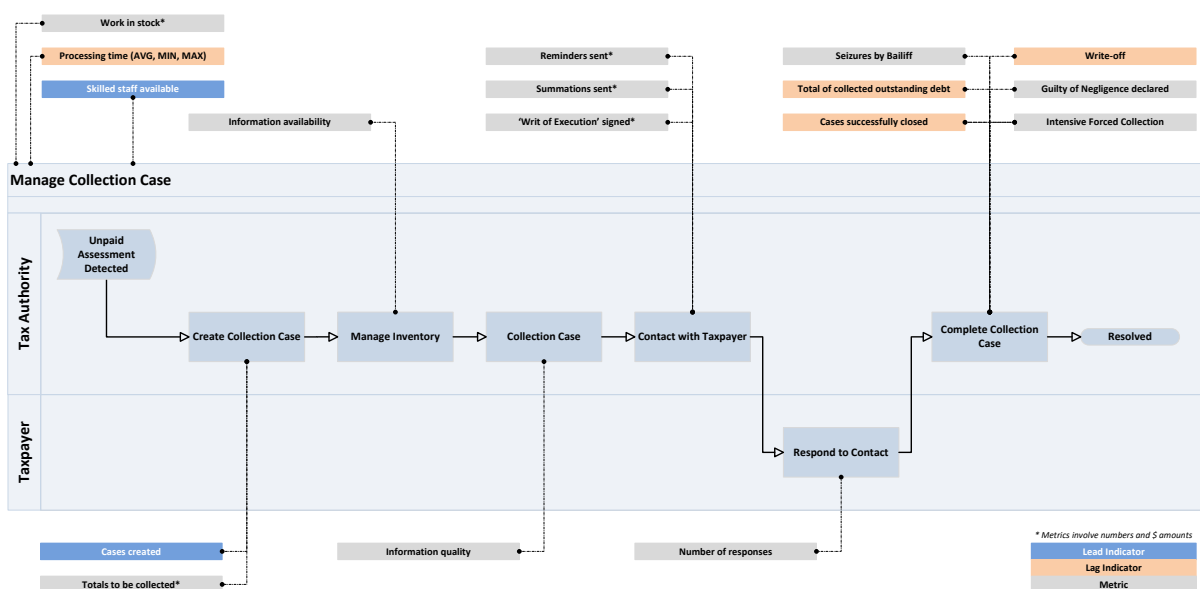 Work in stock*
Processing time (AVG, MIN, MAX)
Skilled staff available
Information availability
Reminders sent*
Summations sent*
‘Writ of Execution’ signed*
Seizures by Bailiff
Total of collected outstanding debt
Cases successfully closed
Write-off
Guilty of Negligence declared
Intensive Forced Collection
Manage Collection Case
Tax Authority
Unpaid
Assessment
Detected
Create Collection Case
Manage Inventory
Collection Case
Contact with Taxpayer
Complete Collection
Case
Resolved
Taxpayer
Respond to Contact
Cases created
Totals to be collected*
Information quality
Number of responses
* Metrics involve numbers and $ amounts
Lead Indicator
Lag Indicator
Metric